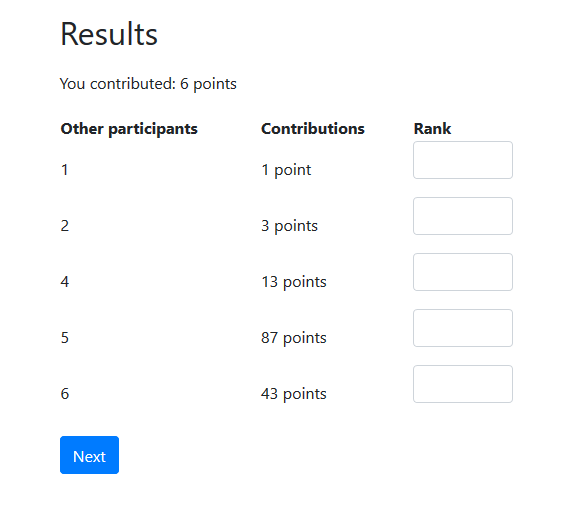 Results
You contributed: 6 points
Other participants Contributions Rank
1 1 point
2 3 points
4 13 points
5 87 points
6 43 points
Next